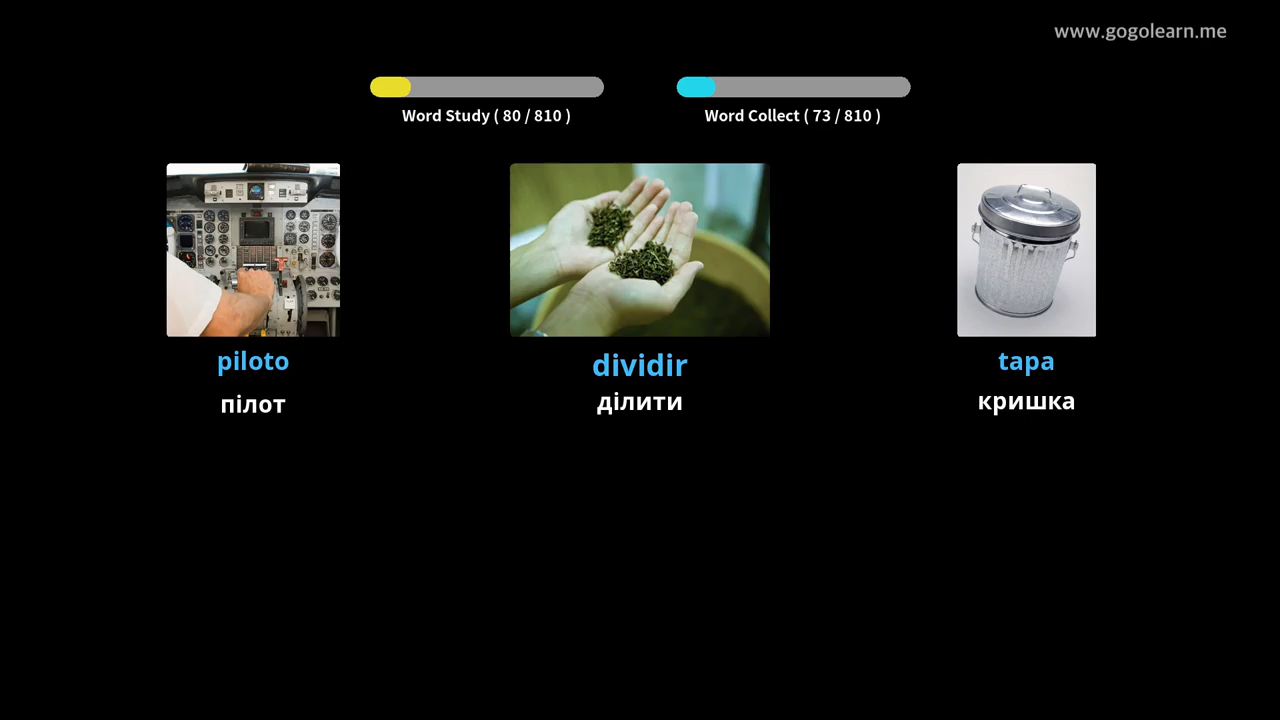 www.gogolearn.me
Word Study ( 80 / 810 )
Word Collect ( 73 / 810 )
piloto
пілот
dividir
ділити
tapa
кришка